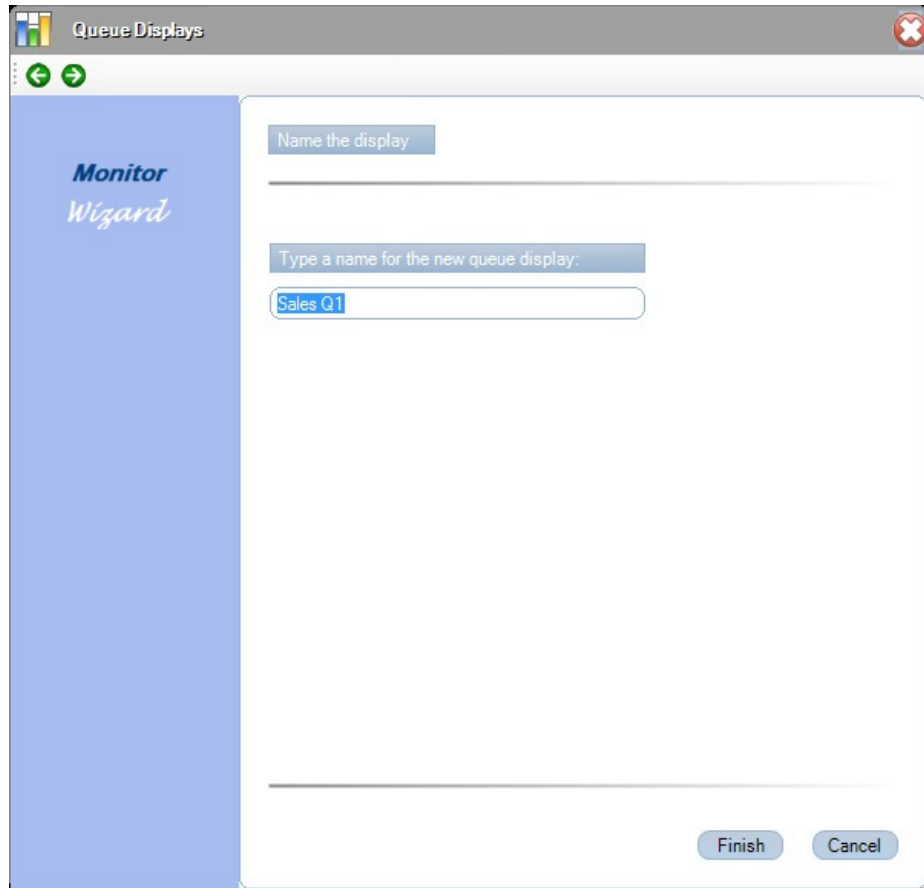 Queue Displays
Monitor
Wizard
Name the display
Type a name for the new queue display:
Sales Q1
Finish
Cancel